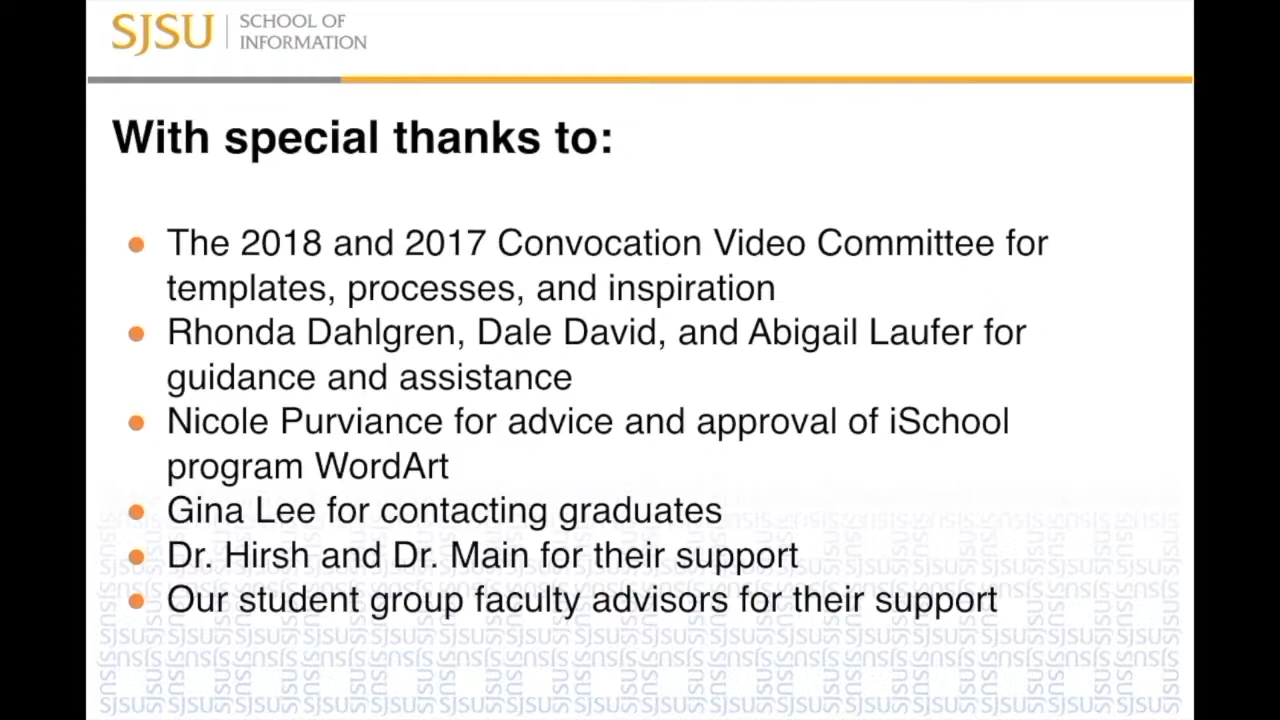 SJSU
SCHOOL OF
INFORMATION
With special thanks to:
The 2018 and 2017 Convocation Video Committee for
templates, processes, and inspiration
Rhonda Dahlgren, Dale David, and Abigail Laufer for
guidance and assistance
Nicole Purviance for advice and approval of iSchool
program WordArt
Gina Lee for contacting graduates
Dr. Hirsh and Dr. Main for their support
Our student group faculty advisors for their support